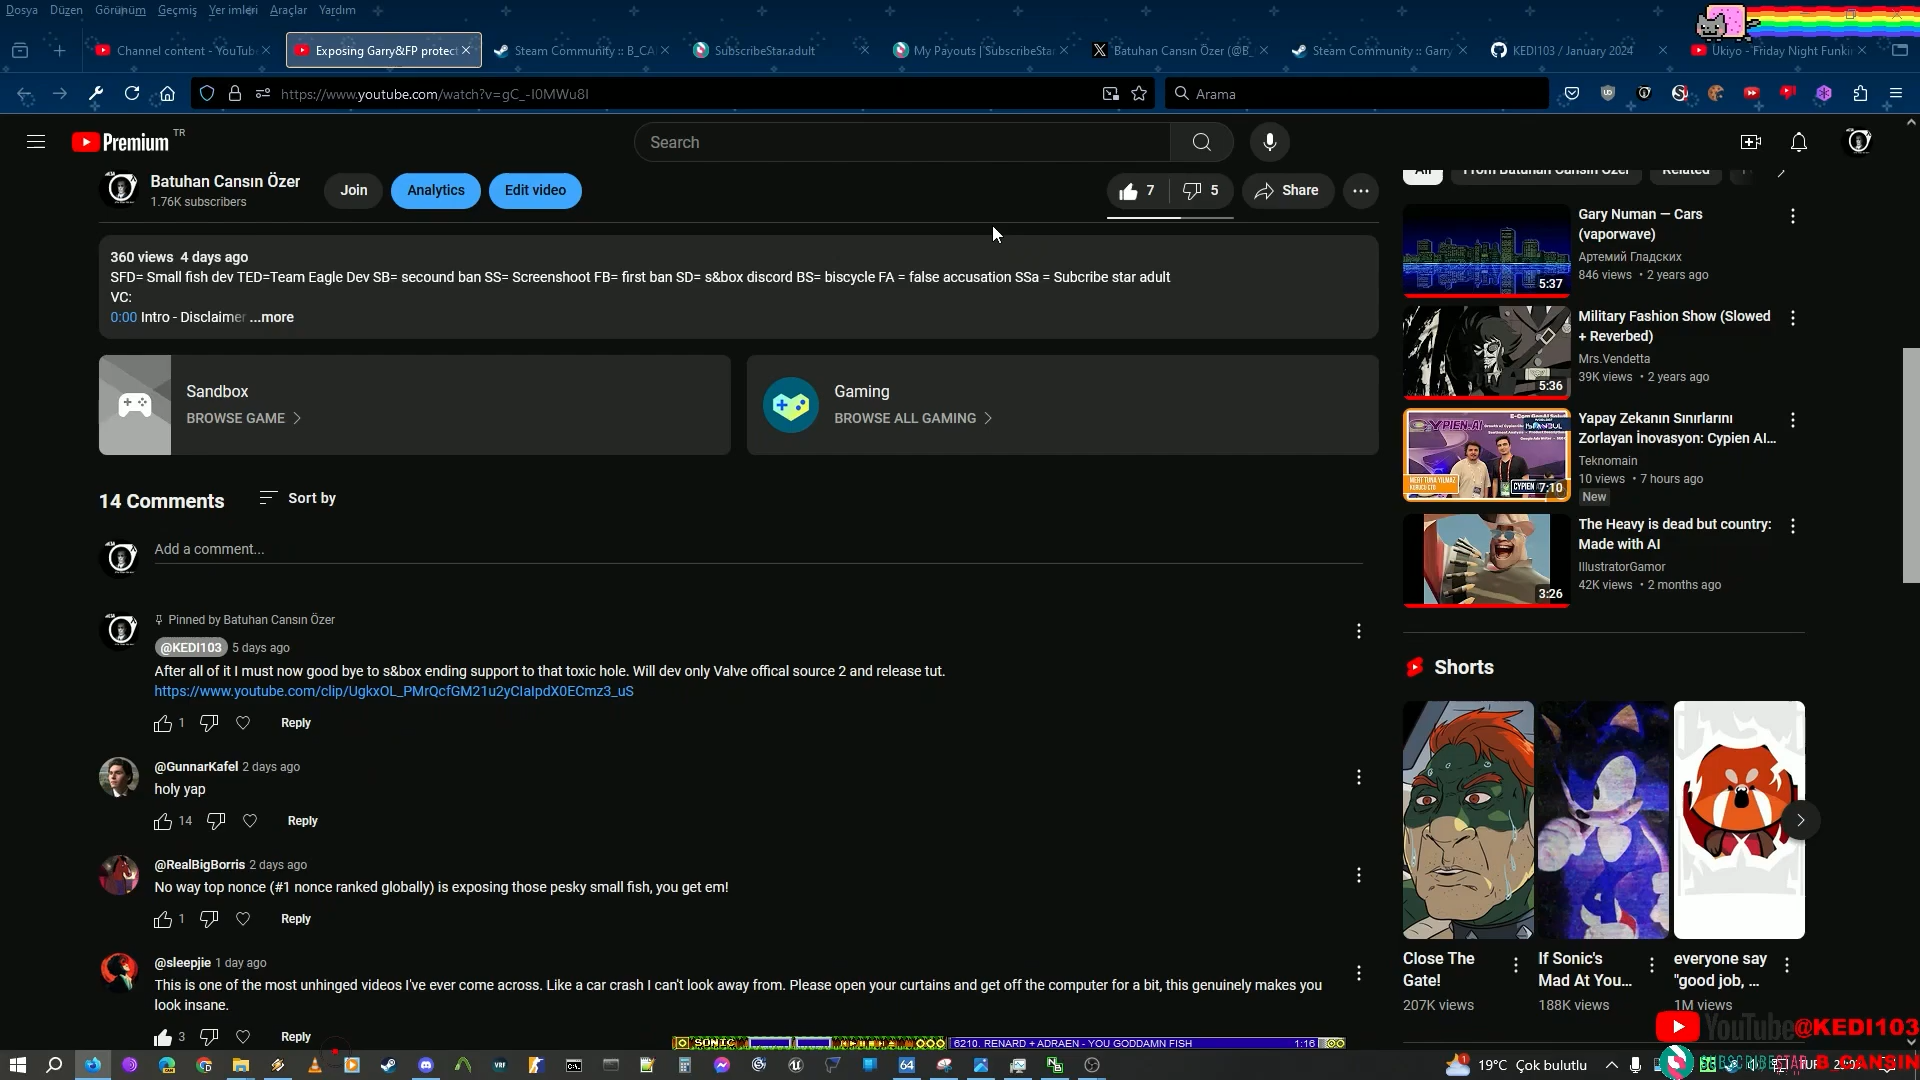 Dosya Düzen Görünüm Geçmiş Yer imleri Araçlar Yardım
Channel content - YouTub
Exposing Garry&FP protect
Steam Community :: B_CA
SubscribeStar.adult
My Payouts | SubscribeSta
Batuhan Cansın Özer (@B_
Steam Community :: Garry
KEDI103 / January 2024
Ukiyo - Friday Night Funki
https://www.youtube.com/watch?v=gC_-I0MWu8I
Arama
Premium TR
Search
Batuhan Cansın Özer
1.76K subscribers
Join
Analytics
Edit video
7
5
Share
All
From Batuhan Cansın Özer
Related
360 views 4 days ago
SFD= Small fish dev TED=Team Eagle Dev SB= secound ban SS= Screenshoot FB= first ban SD= s&box discord BS= biscycle FA = false accusation SSa = Subcribe star adult
VC:
0:00 Intro - Disclaimer ...more
Sandbox
BROWSE GAME
Gaming
BROWSE ALL GAMING
14 Comments
Sort by
Add a comment...
Pinned by Batuhan Cansın Özer
@KEDI103 5 days ago
After all of it I must now good bye to s&box ending support to that toxic hole. Will dev only Valve offical source 2 and release tut.
https://www.youtube.com/clip/UgkxOL_PMrQcfGM21u2yCIaIpdX0ECmz3_uS
1
Reply
@GunnarKafel 2 days ago
holy yap
14
Reply
@RealBigBorris 2 days ago
No way top nonce (#1 nonce ranked globally) is exposing those pesky small fish, you get em!
1
Reply
@sleepjie 1 day ago
This is one of the most unhinged videos I've ever come across. Like a car crash I can't look away from. Please open your curtains and get off the computer for a bit, this genuinely makes you
look insane.
3
Reply
Gary Numan — Cars
(vaporwave)
Артемий Гладских
846 views • 2 years ago
5:37
Military Fashion Show (Slowed
+ Reverbed)
Mrs.Vendetta
39K views • 2 years ago
5:36
Yapay Zekanın Sınırlarını
Zorlayan İnovasyon: Cypien AI...
Teknomain
10 views • 7 hours ago
New
7:10
CYPIEN.AI
The Heavy is dead but country:
Made with AI
IllustratorGamor
42K views • 2 months ago
3:26
Shorts
Close The
Gate!
207K views
If Sonic's
Mad At You...
188K views
everyone say
"good job, ...
1M views
YouTube@KEDI103
SUBSCRIBESTAR B_CANSIN
SONIC
6210. RENARD + ADRAEN - YOU GODDAMN FISH 1:16
19°C Çok bulutlu